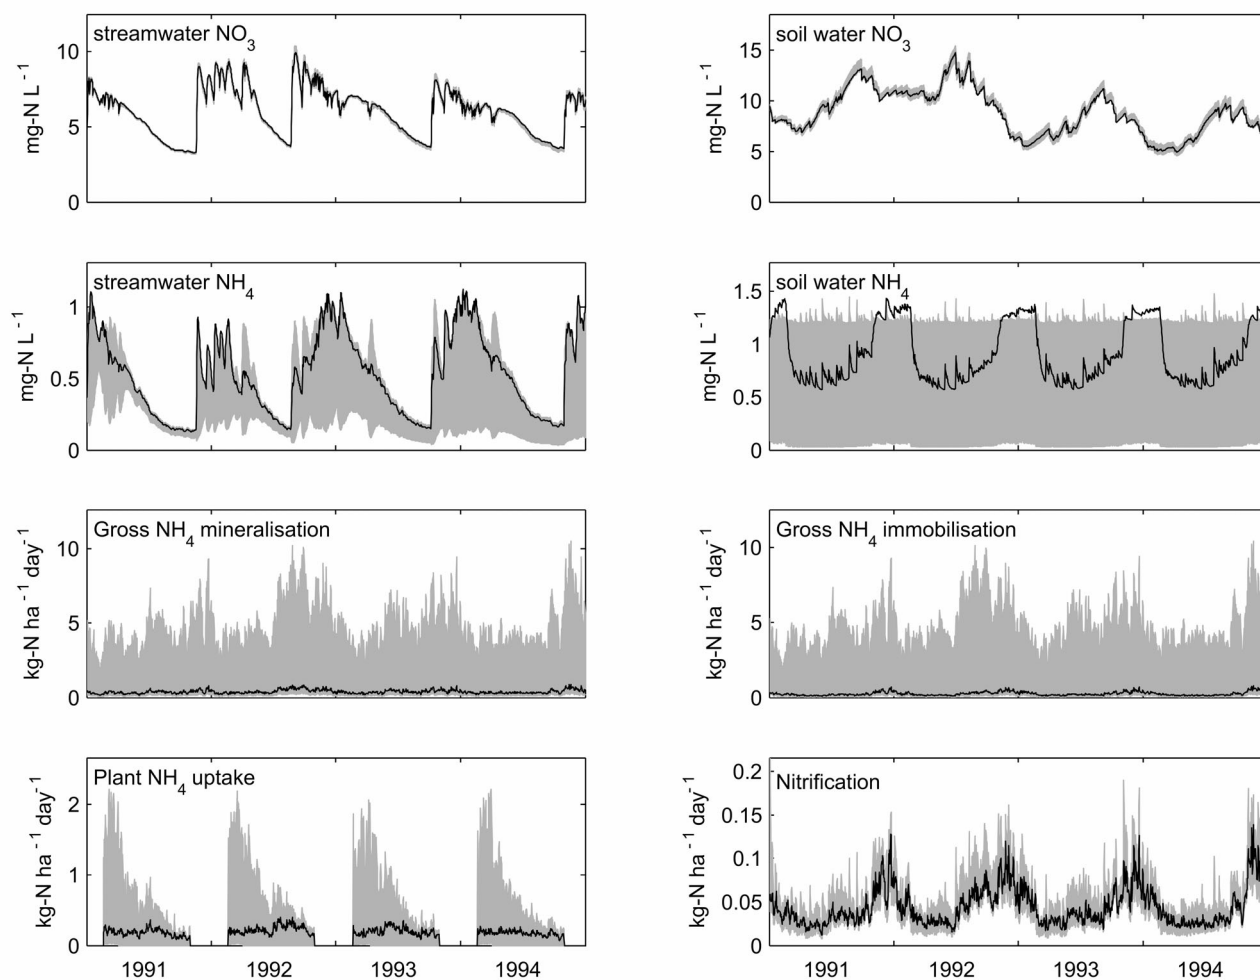 streamwater NO3
mg-N L-1
10
5
0
soil water NO3
mg-N L-1
15
10
5
0
streamwater NH4
mg-N L-1
1
0.5
0
soil water NH4
mg-N L-1
1.5
1
0.5
0
Gross NH4 mineralisation
kg-N ha-1 day-1
10
5
0
Gross NH4 immobilisation
kg-N ha-1 day-1
10
5
0
Plant NH4 uptake
kg-N ha-1 day-1
2
1
0
1991 1992 1993 1994
Nitrification
kg-N ha-1 day-1
0.2
0.15
0.1
0.05
0
1991 1992 1993 1994